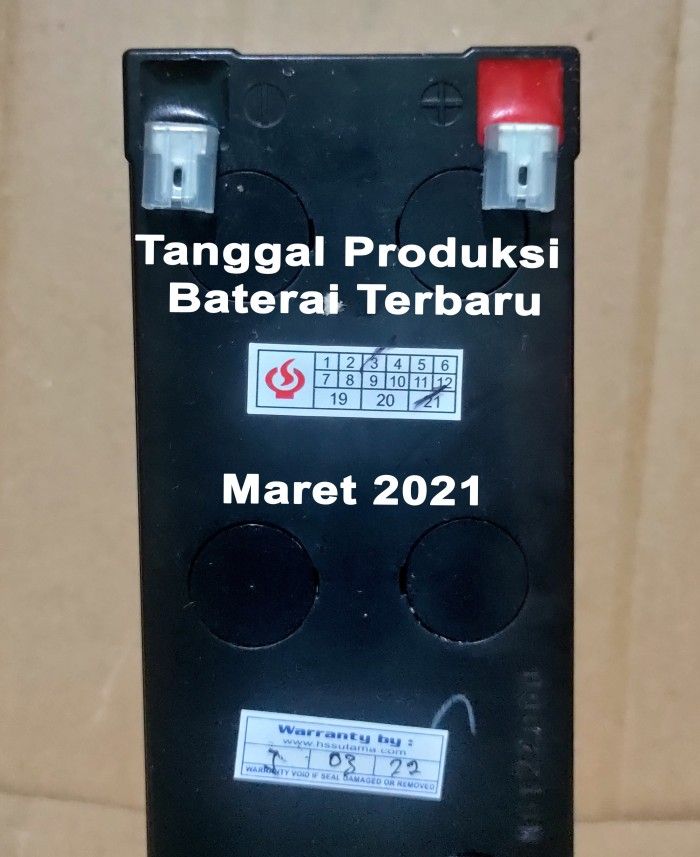 Tanggal Produksi
Baterai Terbaru
1 2 3 4 5 6
7 8 9 10 11 12
19 20 21
Maret 2021
Warranty by :
www.hssutama.com
03 22
WARRANTY VOID IF SEAL DAMAGED OR REMOVED